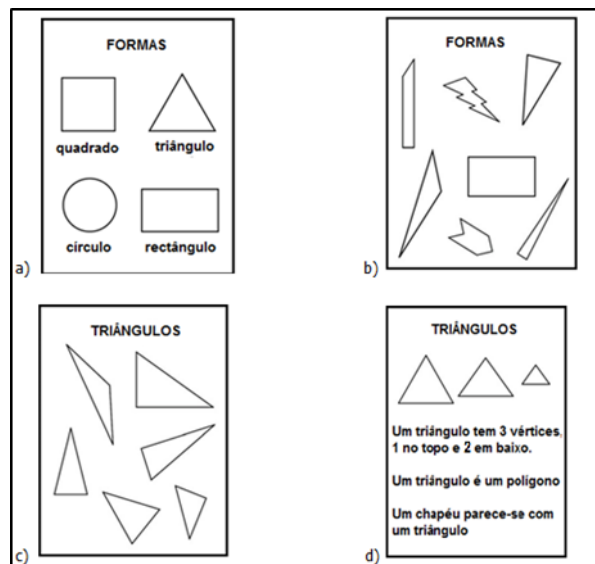 FORMAS
quadrado
triângulo
círculo
rectângulo
a)
FORMAS
b)
TRIÂNGULOS
c)
TRIÂNGULOS
Um triângulo tem 3 vértices,
1 no topo e 2 em baixo.
Um triângulo é um polígono
Um chapéu parece-se com
um triângulo
d)